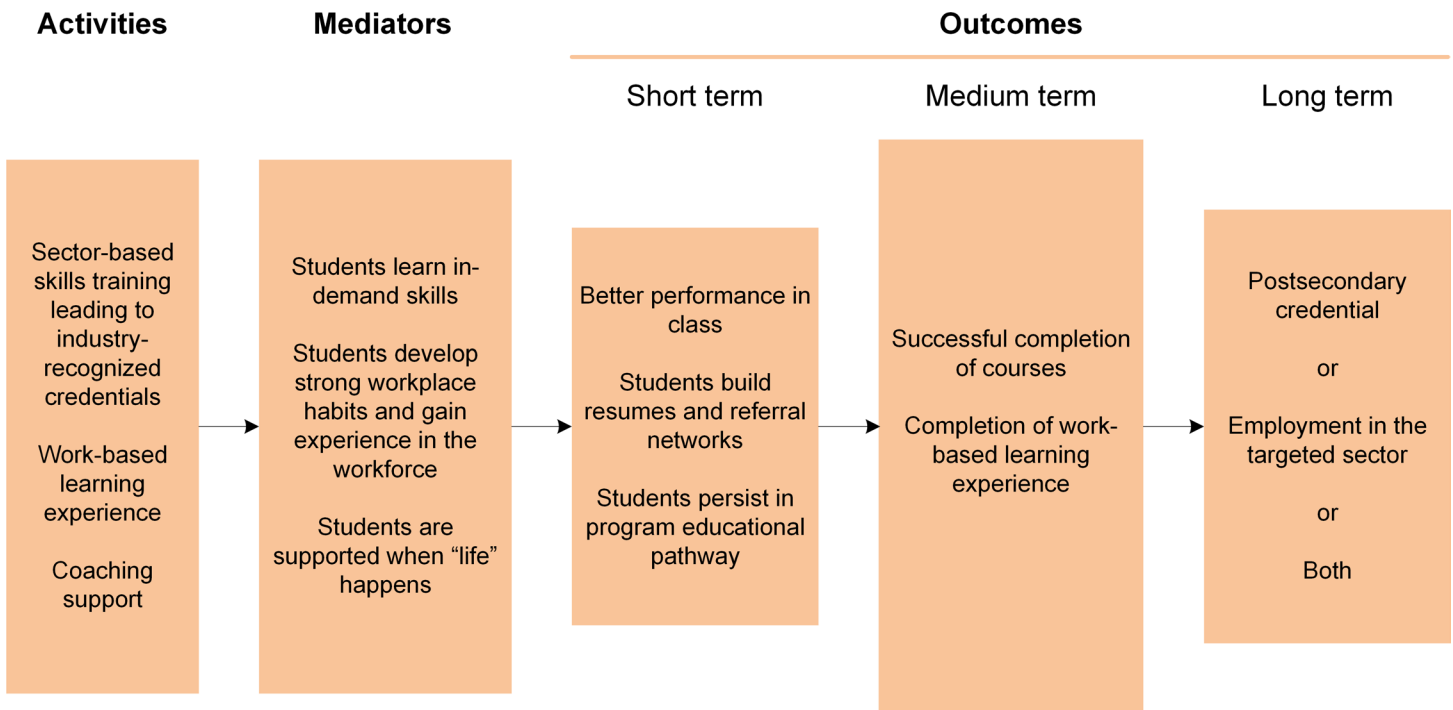 Activities
Mediators
Outcomes
Short term
Medium term
Long term
Sector-based
skills training
leading to
industry-
recognized
credentials
Work-based
learning
experience
Coaching
support
Students learn in-
demand skills
Students develop
strong workplace
habits and gain
experience in the
workforce
Students are
supported when “life”
happens
Better performance in
class
Students build
resumes and referral
networks
Students persist in
program educational
pathway
Successful completion
of courses
Completion of work-
based learning
experience
Postsecondary
credential
or
Employment in the
targeted sector
or
Both